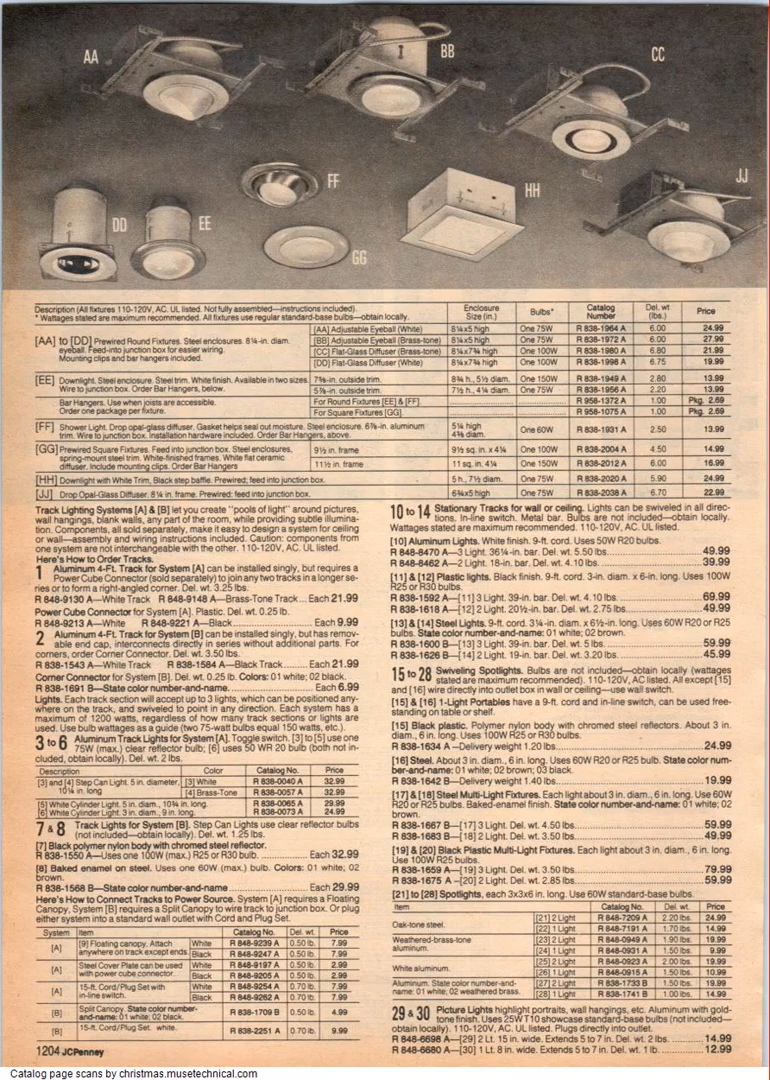 AA
BB
CC
DD
EE
FF
GG
HH
JJ
Description (All fixtures 110-120V, AC. UL listed. Not fully assembled—instructions included).
* Wattages stated are maximum recommended. All fixtures use regular standard-base bulbs—obtain locally.
Enclosure Size (in.) Bulbs* Catalog Number Del. wt (lbs.) Price
[AA] to [DD] Prewired Round Fixtures. Steel enclosures. 8¼-in. diam.
eyeball. Feed-into junction box for easier wiring.
Mounting clips and bar hangers included.
[AA] Adjustable Eyeball (White) 8¼x5 high One 75W R 838-1964 A 6.00 24.99
[BB] Adjustable Eyeball (Brass-tone) 8¼x5 high One 75W R 838-1972 A 6.00 27.99
[CC] Flat-Glass Diffuser (Brass-tone) 8¼x7¾ high One 100W R 838-1980 A 6.80 21.99
[DD] Flat-Glass Diffuser (White) 8¼x7¾ high One 100W R 838-1998 A 6.75 19.99
[EE] Downlight. Steel enclosure. Steel trim. White finish. Available in two sizes.
Wire to junction box. Order Bar Hangers, below.
7⅜-in. outside trim. 8¾ h., 5½ diam. One 150W R 838-1949 A 2.80 13.99
5⅞-in. outside trim. 7½ h., 4¼ diam. One 75W R 838-1956 A 2.20 13.99
Bar Hangers. Use when joists are accessible.
Order one package per fixture.
For Round Fixtures [EE] & [FF]. R 958-1372 A 1.00 Pkg. 2.69
For Square Fixtures [GG]. R 958-1075 A 1.00 Pkg. 2.69
[FF] Shower Light. Drop opal-glass diffuser. Gasket helps seal out moisture. Steel enclosure. 6⅞-in. aluminum
trim. Wire to junction box. Installation hardware included. Order Bar Hangers, above.
5¼ high 4⅜ diam. One 60W R 838-1931 A 2.50 13.99
[GG] Prewired Square Fixtures. Feed into junction box. Steel enclosures,
spring-mount steel trim. White-finished frames. White flat ceramic
diffuser. Include mounting clips. Order Bar Hangers
9½ in. frame 9½ sq. in. x 4¼ One 100W R 838-2004 A 4.50 14.99
11½ in. frame 11 sq. in. 4¼ One 150W R 838-2012 A 6.00 16.99
[HH] Downlight with White Trim, Black step baffle. Prewired; feed into junction box. 5 h., 7½ diam. One 75W R 838-2020 A 5.90 24.99
[JJ] Drop Opal-Glass Diffuser. 8¼ in. frame. Prewired: feed into junction box. 6¾x5 high One 75W R 838-2038 A 6.70 22.99
Track Lighting Systems [A] & [B] let you create "pools of light" around pictures,
wall hangings, blank walls, any part of the room, while providing subtle illumina-
tion. Components, all sold separately, make it easy to design a system for ceiling
or wall—assembly and wiring instructions included. Caution: components from
one system are not interchangeable with the other. 110-120V, AC. UL listed.
Here's How to Order Tracks.
1 Aluminum 4-Ft. Track for System [A] can be installed singly, but requires a
Power Cube Connector (sold separately) to join any two tracks in a longer se-
ries or to form a right-angled corner. Del. wt. 3.25 lbs.
R 848-9130 A—White Track R 848-9148 A—Brass-Tone Track... Each 21.99
Power Cube Connector for System [A]. Plastic. Del. wt. 0.25 lb.
R 848-9213 A—White R 848-9221 A—Black.... Each 9.99
2 Aluminum 4-Ft. Track for System [B] can be installed singly, but has remov-
able end cap, interconnects directly in series without additional parts. For
corners, order Corner Connector. Del. wt. 3.50 lbs.
R 838-1543 A—White Track R 838-1584 A—Black Track.... Each 21.99
Corner Connector for System [B]. Del. wt. 0.25 lb. Colors: 01 white; 02 black.
R 838-1691 B—State color number-and-name.... Each 6.99
Lights. Each track section will accept up to 3 lights, which can be positioned any-
where on the track, and swiveled to point in any direction. Each system has a
maximum of 1200 watts, regardless of how many track sections or lights are
used. Use bulb wattages as a guide (two 75-watt bulbs equal 150 watts, etc.).
3 to 6 Aluminum Track Lights for System [A]. Toggle switch. [3] to [5] use one
75W (max.) clear reflector bulb; [6] uses 50 WR 20 bulb (both not in-
cluded, obtain locally). Del. wt. 2 lbs.
Description Color Catalog No. Price
[3] and [4] Step Can Light. 5 in. diameter,
10¼ in. long
[3] White R 838-0040 A 32.99
[4] Brass-Tone R 838-0057 A 32.99
[5] White Cylinder Light. 5 in. diam., 10¾ in. long. R 838-0065 A 29.99
[6] White Cylinder Light. 3 in. diam., 9 in. long. R 838-0073 A 24.99
7 & 8 Track Lights for System [B]. Step Can Lights use clear reflector bulbs
(not included—obtain locally). Del. wt. 1.25 lbs.
[7] Black polymer nylon body with chromed steel reflector.
R 838-1550 A—Uses one 100W (max.) R25 or R30 bulb. .... Each 32.99
[8] Baked enamel on steel. Uses one 60W (max.) bulb. Colors: 01 white; 02
brown.
R 838-1568 B—State color number-and-name.... Each 29.99
Here's How to Connect Tracks to Power Source. System [A] requires a Floating
Canopy, System [B] requires a Split Canopy to wire track to junction box. Or plug
either system into a standard wall outlet with Cord and Plug Set.
System Item Catalog No. Del. wt. Price
[A] [9] Floating canopy. Attach anywhere on track except ends. White R 848-9239 A 0.50 lb. 7.99
Black R 848-9247 A 0.50 lb. 7.99
[A] Steel Cover Plate can be used with power cube connector. White R 848-9197 A 0.50 lb. 2.99
Black R 848-9205 A 0.50 lb. 2.99
[A] 15-ft. Cord/Plug Set with in-line switch. White R 848-9254 A 0.70 lb. 7.99
Black R 848-9262 A 0.70 lb. 7.99
[B] Split Canopy. State color number-and-name: 01 white; 02 black. R 838-1709 B 0.50 lb. 4.99
[B] 15-ft. Cord/Plug Set. white. R 838-2251 A 0.70 lb. 9.99
1204 JCPenney
10 to 14 Stationary Tracks for wall or ceiling. Lights can be swiveled in all direc-
tions. In-line switch. Metal bar. Bulbs are not included—obtain locally.
Wattages stated are maximum recommended. 110-120V, AC. UL listed.
[10] Aluminum Lights. White finish. 9-ft. cord. Uses 50W R20 bulbs.
R 848-8470 A—3 Light. 36¼-in. bar. Del. wt. 5.50 lbs.... 49.99
R 848-8462 A—2 Light. 18-in. bar. Del. wt. 4.10 lbs.... 39.99
[11] & [12] Plastic lights. Black finish. 9-ft. cord. 3-in. diam. x 6-in. long. Uses 100W
R25 or R30 bulbs.
R 838-1592 A—[11] 3 Light. 39-in. bar. Del. wt. 4.10 lbs.... 69.99
R 838-1618 A—[12] 2 Light. 20½-in. bar. Del. wt. 2.75 lbs.... 49.99
[13] & [14] Steel Lights. 9-ft. cord. 3¼-in. diam. x 6½-in. long. Uses 60W R20 or R25
bulbs. State color number-and-name: 01 white; 02 brown.
R 838-1600 B—[13] 3 Light. 39-in. bar. Del. wt. 5 lbs.... 59.99
R 838-1626 B—[14] 2 Light. 19-in. bar. Del. wt. 3.20 lbs.... 45.99
15 to 28 Swiveling Spotlights. Bulbs are not included—obtain locally (wattages
stated are maximum recommended). 110-120V, AC listed. All except [15]
and [16] wire directly into outlet box in wall or ceiling—use wall switch.
[15] & [16] 1-Light Portables have a 9-ft. cord and in-line switch, can be used free-
standing on table or shelf.
[15] Black plastic. Polymer nylon body with chromed steel reflectors. About 3 in.
diam., 6 in. long. Uses 100W R25 or R30 bulbs.
R 838-1634 A —Delivery weight 1.20 lbs.... 24.99
[16] Steel. About 3 in. diam., 6 in. long. Uses 60W R20 or R25 bulb. State color num-
ber-and-name: 01 white; 02 brown; 03 black.
R 838-1642 B—Delivery weight 1.40 lbs.... 19.99
[17] & [18] Steel Multi-Light Fixtures. Each light about 3 in. diam., 6 in. long. Use 60W
R20 or R25 bulbs. Baked-enamel finish. State color number-and-name: 01 white; 02
brown.
R 838-1667 B—[17] 3 Light. Del. wt. 4.50 lbs.... 59.99
R 838-1683 B—[18] 2 Light. Del. wt. 3.50 lbs.... 49.99
[19] & [20] Black Plastic Multi-Light Fixtures. Each light about 3 in. diam., 6 in. long.
Use 100W R25 bulbs.
R 838-1659 A—[19] 3 Light. Del. wt. 3.50 lbs.... 79.99
R 838-1675 A—[20] 2 Light. Del. wt. 2.85 lbs.... 59.99
[21] to [28] Spotlights, each 3x3x6 in. long. Use 60W standard-base bulbs.
Item Catalog No. Del. wt. Price
Oak-tone steel. [21] 2 Light R 848-7209 A 2.20 lbs. 24.99
[22] 1 Light R 848-7191 A 1.70 lbs. 14.99
Weathered-brass-tone aluminum. [23] 2 Light R 848-0949 A 1.90 lbs. 19.99
[24] 1 Light R 848-0931 A 1.50 lbs. 9.99
White aluminum. [25] 2 Light R 848-0923 A 2.00 lbs. 19.99
[26] 1 Light R 848-0915 A 1.50 lbs. 10.99
Aluminum. State color number-and-name: 01 white; 02 weathered brass. [27] 2 Light R 838-1733 B 1.50 lbs. 19.99
[28] 1 Light R 838-1741 B 1.00 lbs. 14.99
29 & 30 Picture Lights highlight portraits, wall hangings, etc. Aluminum with gold-
tone finish. Uses 25W T10 showcase standard-base bulbs (not included—
obtain locally). 110-120V, AC. UL listed. Plugs directly into outlet.
R 848-6698 A—[29] 2 Lt. 15 in. wide. Extends 5 to 7 in. Del. wt. 2 lbs. .... 14.99
R 848-6680 A—[30] 1 Lt. 8 in. wide. Extends 5 to 7 in. Del. wt. 1 lb. .... 12.99
Catalog page scans by christmas.musetechnical.com